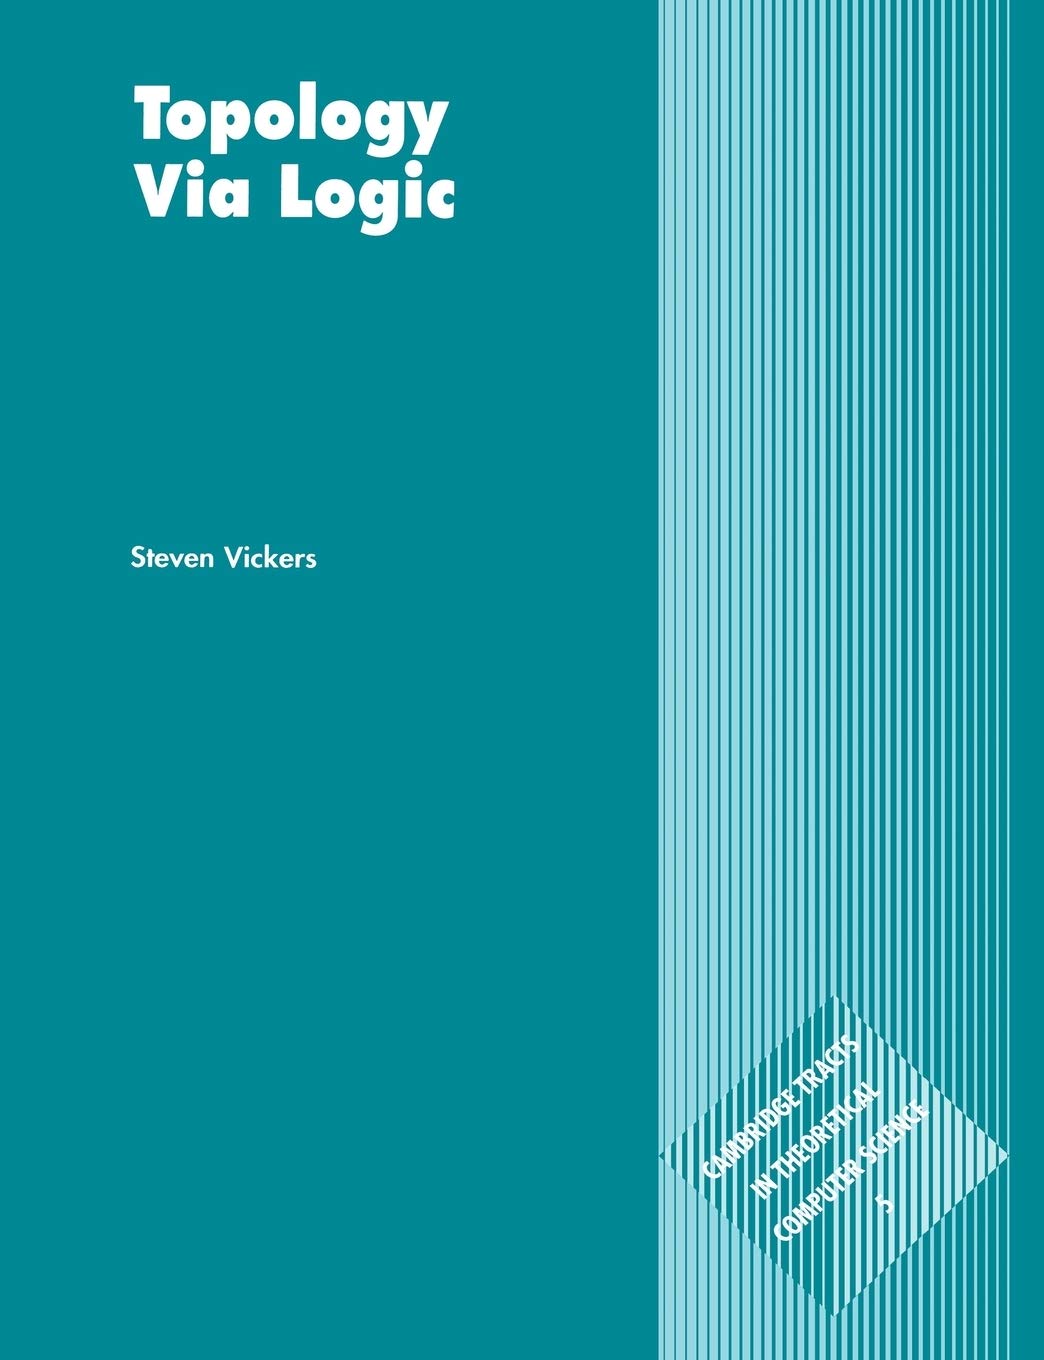 Topology
Via Logic
Steven Vickers
CAMBRIDGE TRACTS
IN THEORETICAL
COMPUTER SCIENCE
5